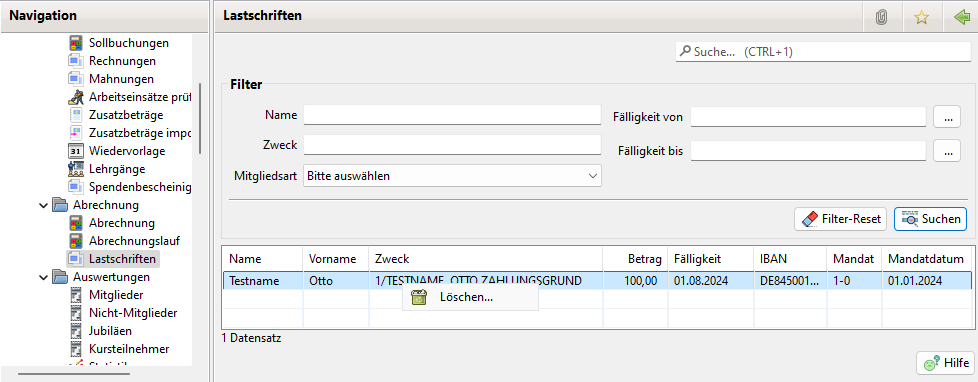 Navigation
Sollbuchungen
Rechnungen
Mahnungen
Arbeitseinsätze prüf
Zusatzbeträge
Zusatzbeträge impo
31 Wiedervorlage
Lehrgänge
Spendenbescheinig
Abrechnung
Abrechnung
Abrechnungslauf
Lastschriften
Auswertungen
Mitglieder
Nicht-Mitglieder
Jubiläen
Kursteilnehmer
Lastschriften
Suche... (CTRL+1)
Filter
Name
Fälligkeit von
...
Zweck
Fälligkeit bis
...
Mitgliedsart Bitte auswählen
Filter-Reset
Suchen
Name Vorname Zweck Betrag Fälligkeit IBAN Mandat Mandatdatum
Testname Otto 1/TESTNAME, OTTO ZAHLUNGSGRUND 100,00 01.08.2024 DE845001... 1-0 01.01.2024
Löschen...
1 Datensatz
Hilfe